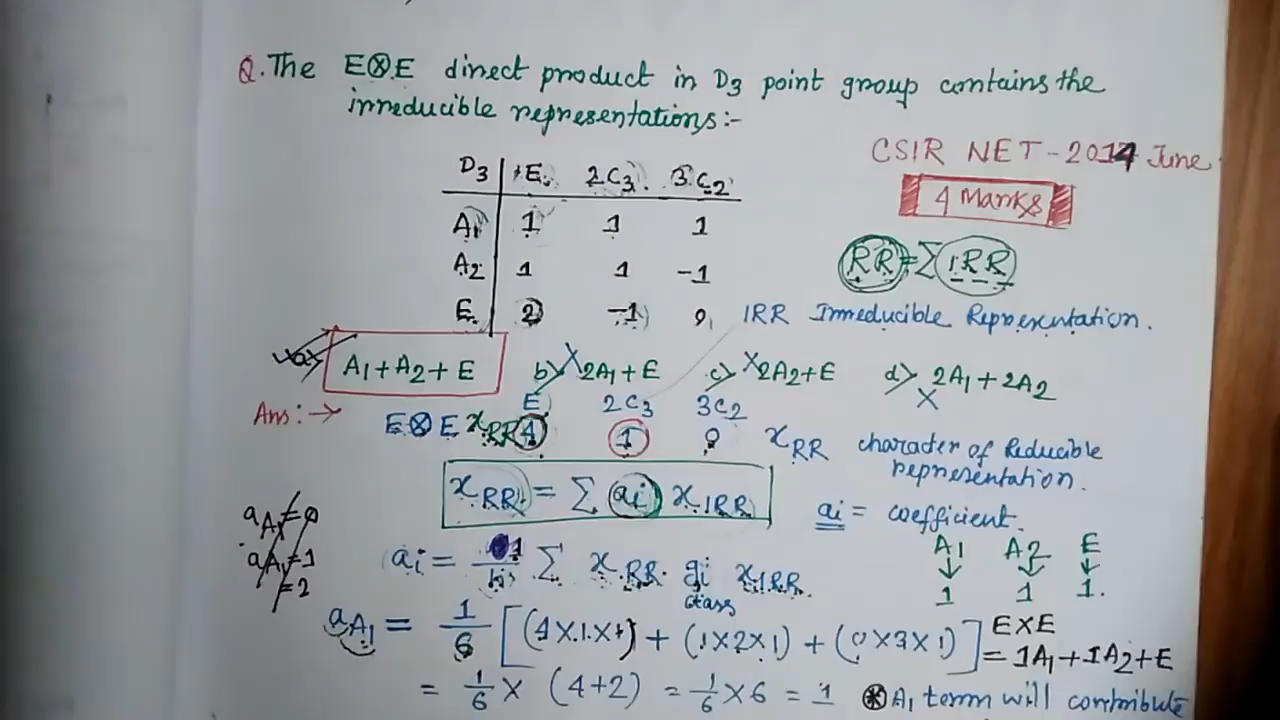 Q. The E⊗E direct product in D3 point group contains the
irreducible representations:-
CSIR NET-2014 June
4 Marks
D3 | 1E 2C3 3C2
A1 1 1 1
A2 1 1 -1
E 2 -1 0
RR = Σ IRR
IRR Irreducible Representation.
a) A1+A2+E b) 2A1+E c) 2A2+E d) 2A1+2A2
Ans:→
E 2C3 3C2
E⊗E χRR 4 1 0
χRR character of Reducible
representation.
χRR = Σ ai χIRR
ai = coefficient.
aA1=0
aA1=1
=2
ai = 1/h Σ χRR. gi χIRR.
class
A1 A2 E
↓ ↓ ↓
1 1 1.
aA1 = 1/6 [(4×1×1) + (1×2×1) + (0×3×1)]
E×E
= 1A1+1A2+E
= 1/6 × (4+2) = 1/6 × 6 = 1
⊛ A1 term will contribute